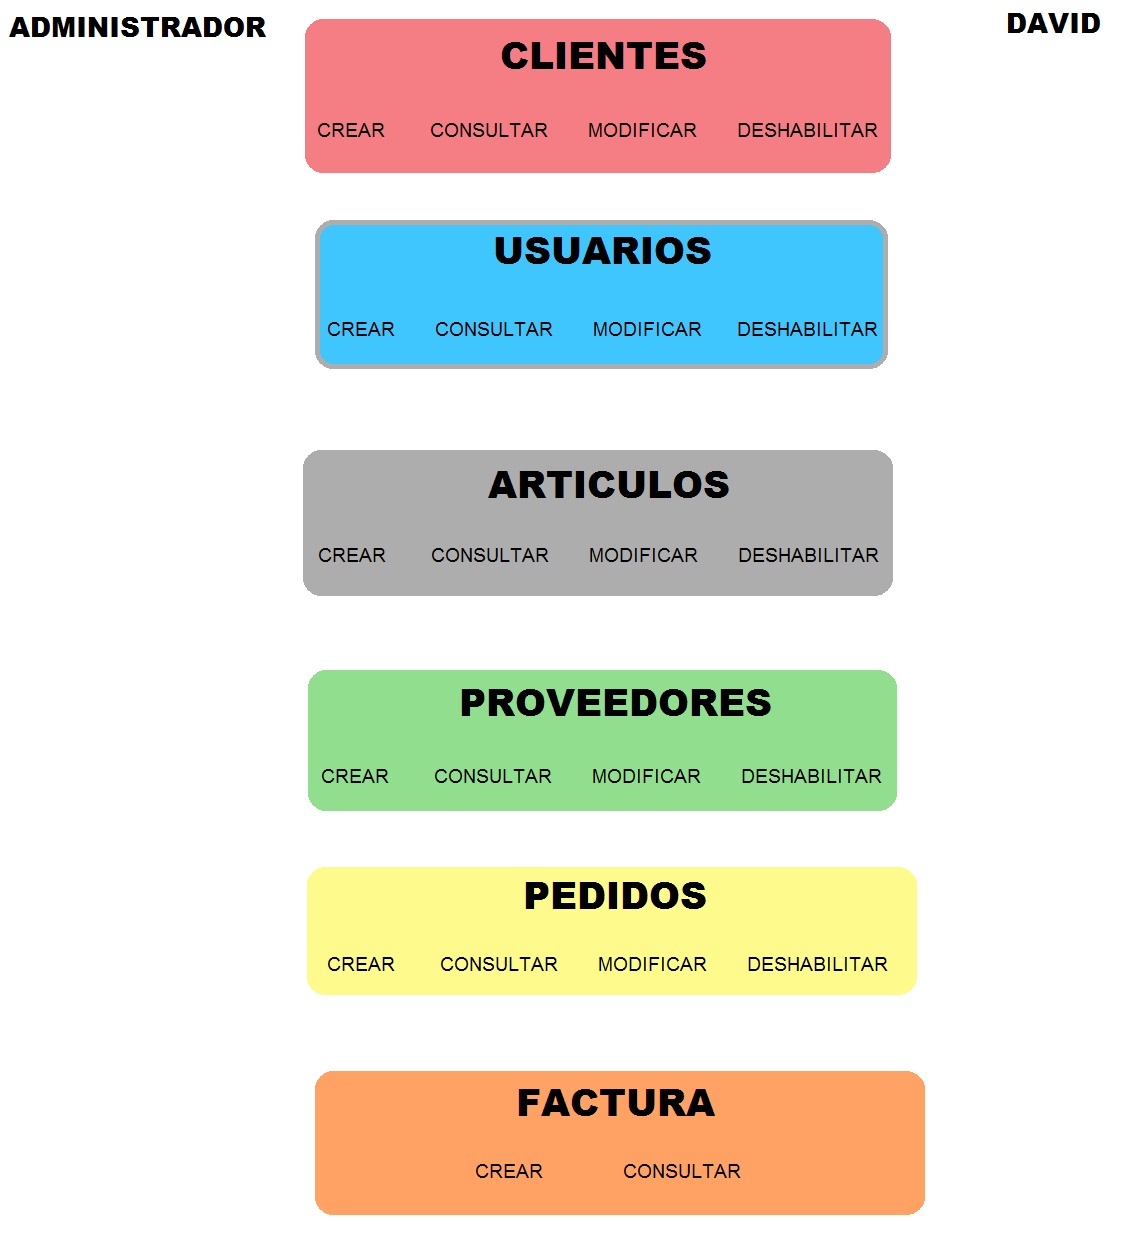 ADMINISTRADOR
DAVID
CLIENTES
CREAR CONSULTAR MODIFICAR DESHABILITAR
USUARIOS
CREAR CONSULTAR MODIFICAR DESHABILITAR
ARTICULOS
CREAR CONSULTAR MODIFICAR DESHABILITAR
PROVEEDORES
CREAR CONSULTAR MODIFICAR DESHABILITAR
PEDIDOS
CREAR CONSULTAR MODIFICAR DESHABILITAR
FACTURA
CREAR CONSULTAR